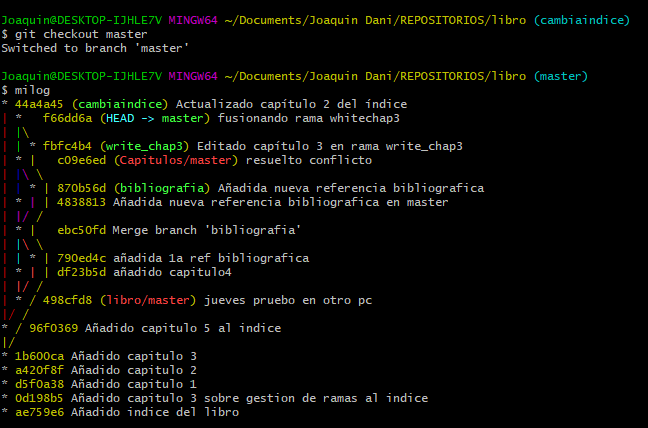 Joaquin@DESKTOP-IJHLE7V MINGW64 ~/Documents/Joaquin Dani/REPOSITORIOS/libro (cambiaindice)
$ git checkout master
Switched to branch 'master'
Joaquin@DESKTOP-IJHLE7V MINGW64 ~/Documents/Joaquin Dani/REPOSITORIOS/libro (master)
$ milog
* 44a4a45 (cambiaindice) Actualizado capítulo 2 del índice
| *   f66dd6a (HEAD -> master) fusionando rama whitechap3
| |\
| | * fbfc4b4 (write_chap3) Editado capítulo 3 en rama write_chap3
| * |   c09e6ed (Capitulos/master) resuelto conflicto
| |\ \
| | * | 870b56d (bibliografia) Añadida nueva referencia bibliografica
| * | | 4838813 Añadida nueva referencia bibliografica en master
| |/ /
| * |   ebc50fd Merge branch 'bibliografia'
| |\ \
| | * | 790ed4c añadida 1a ref bibliografica
| * | | df23b5d añadido capitulo4
| |/ /
| * / 498cfd8 (libro/master) jueves pruebo en otro pc
|/ /
* / 96f0369 Añadido capitulo 5 al indice
|/
* 1b600ca Añadido capitulo 3
* a420f8f Añadido capitulo 2
* d5f0a38 Añadido capitulo 1
* 0d198b5 Añadido capitulo 3 sobre gestion de ramas al indice
* ae759e6 Añadido indice del libro